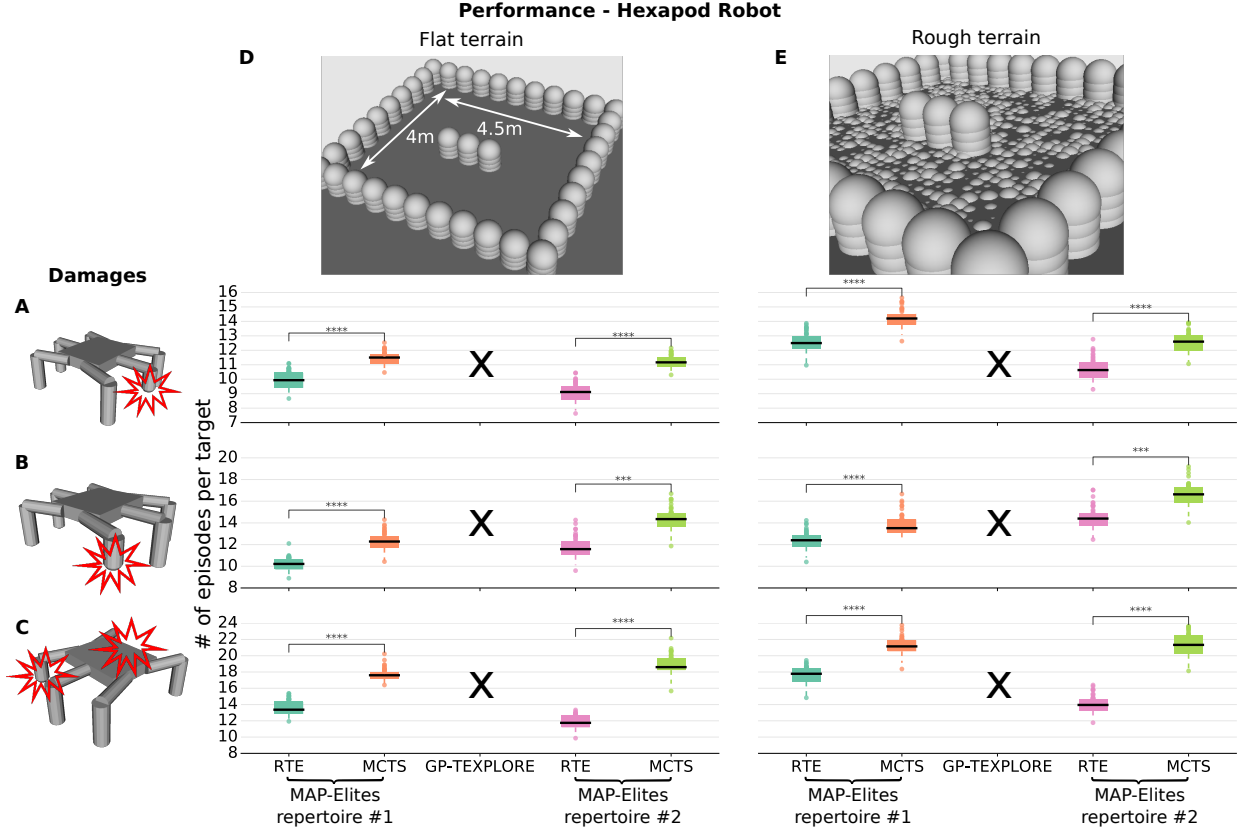 Performance - Hexapod Robot
D
Flat terrain
E
Rough terrain
4m
4.5m
Damages
A
B
C
# of episodes per target
16
15
14
13
12
11
10
9
8
7
****
****
X
****
****
X
20
18
16
14
12
10
8
****
***
X
****
***
X
24
22
20
18
16
14
12
10
8
****
****
X
****
****
X
RTE MCTS GP-TEXPLORE RTE MCTS
RTE MCTS GP-TEXPLORE RTE MCTS
MAP-Elites
repertoire #1
MAP-Elites
repertoire #2
MAP-Elites
repertoire #1
MAP-Elites
repertoire #2